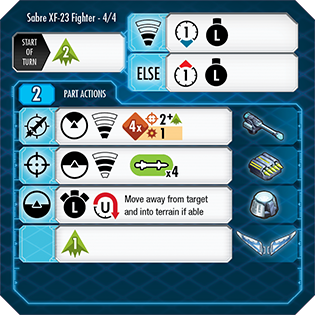 Sabre XF-23 Fighter - 4/4
START
OF
TURN
2
1
L
ELSE
1
L
2
PART ACTIONS
4x
2+
1
x4
L
U
Move away from target
and into terrain if able
1